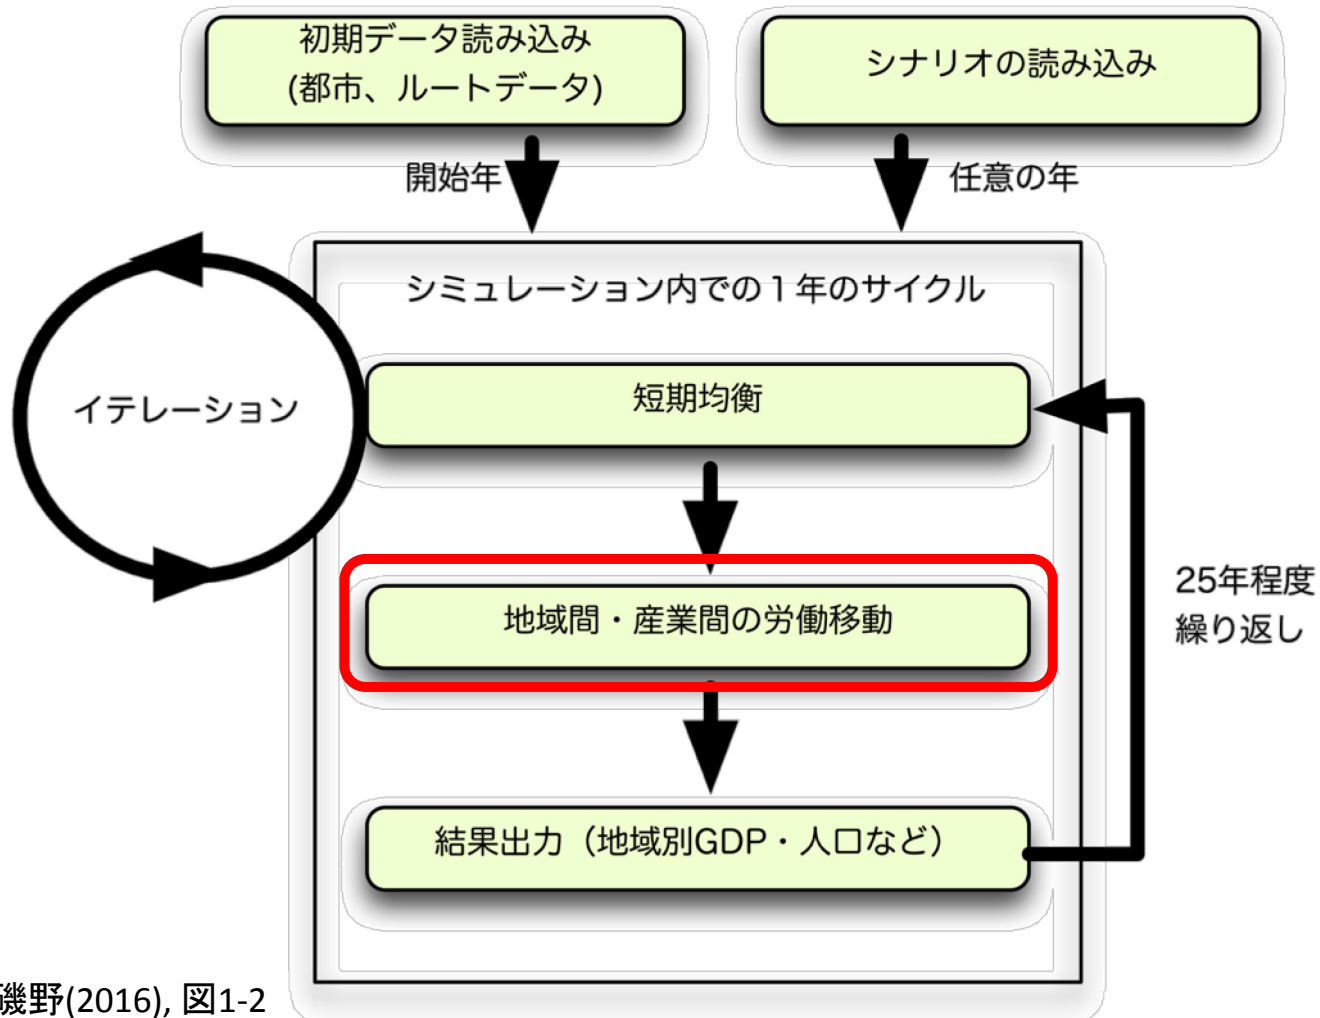 初期データ読み込み
(都市、ルートデータ)
シナリオの読み込み
開始年
任意の年
シミュレーション内での１年のサイクル
イテレーション
短期均衡
地域間・産業間の労働移動
25年程度
繰り返し
結果出力（地域別GDP・人口など）
磯野(2016), 図1-2